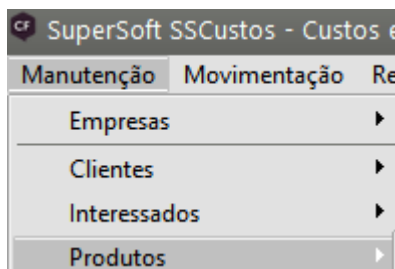 CF SuperSoft SSCustos - Custos e
Manutenção Movimentação Re
Empresas
Clientes
Interessados
Produtos